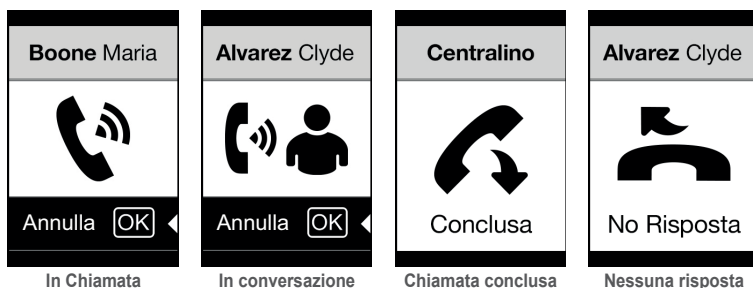 Boone Maria
Annulla OK
In Chiamata
Alvarez Clyde
Annulla OK
In conversazione
Centralino
Conclusa
Chiamata conclusa
Alvarez Clyde
No Risposta
Nessuna risposta